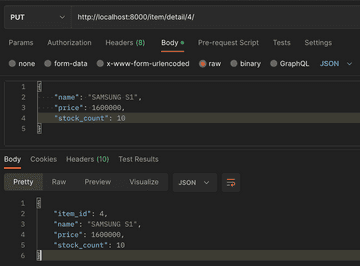 PUT http://localhost:8000/item/detail/4/
Params Authorization Headers (8) Body Pre-request Script Tests Settings
none form-data x-www-form-urlencoded raw binary GraphQL JSON
1 {
2 "name": "SAMSUNG S1",
3 "price": 1600000,
4 "stock_count": 10
5 }
Body Cookies Headers (10) Test Results
Pretty Raw Preview Visualize JSON
1 {
2 "item_id": 4,
3 "name": "SAMSUNG S1",
4 "price": 1600000,
5 "stock_count": 10
6 }